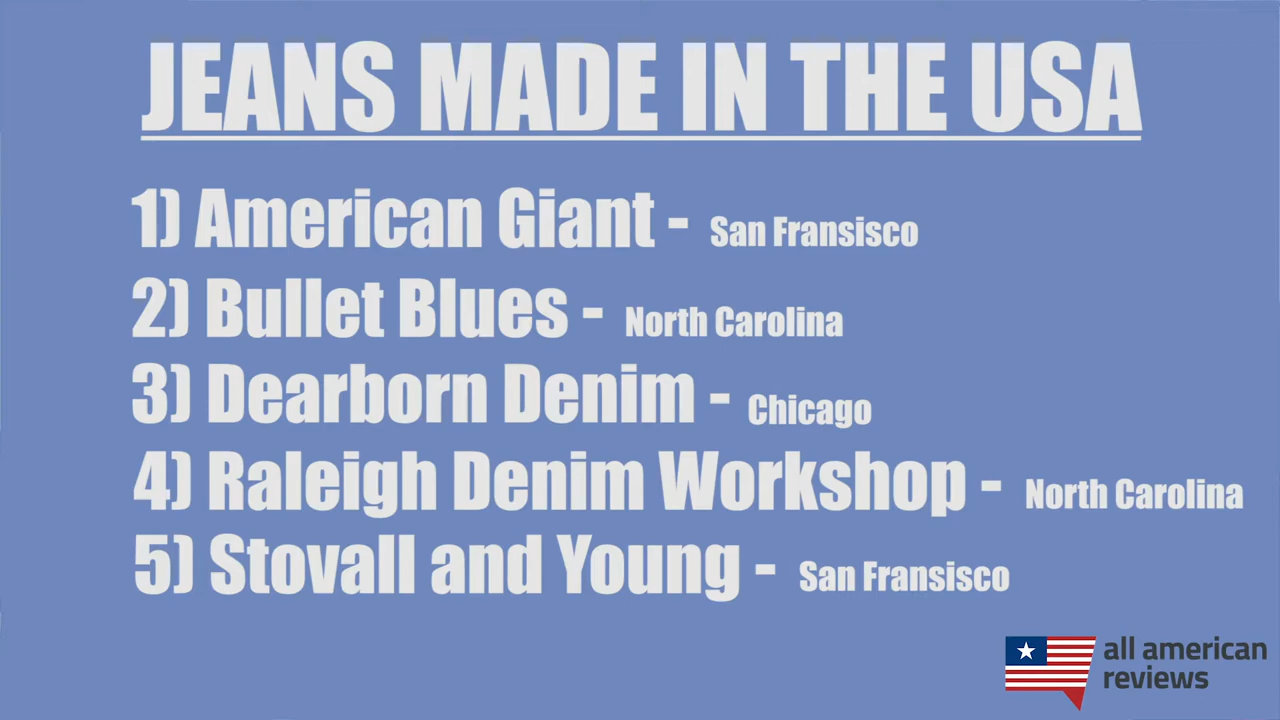 JEANS MADE IN THE USA
1) American Giant - San Fransisco
2) Bullet Blues - North Carolina
3) Dearborn Denim - Chicago
4) Raleigh Denim Workshop - North Carolina
5) Stovall and Young - San Fransisco
all american
reviews